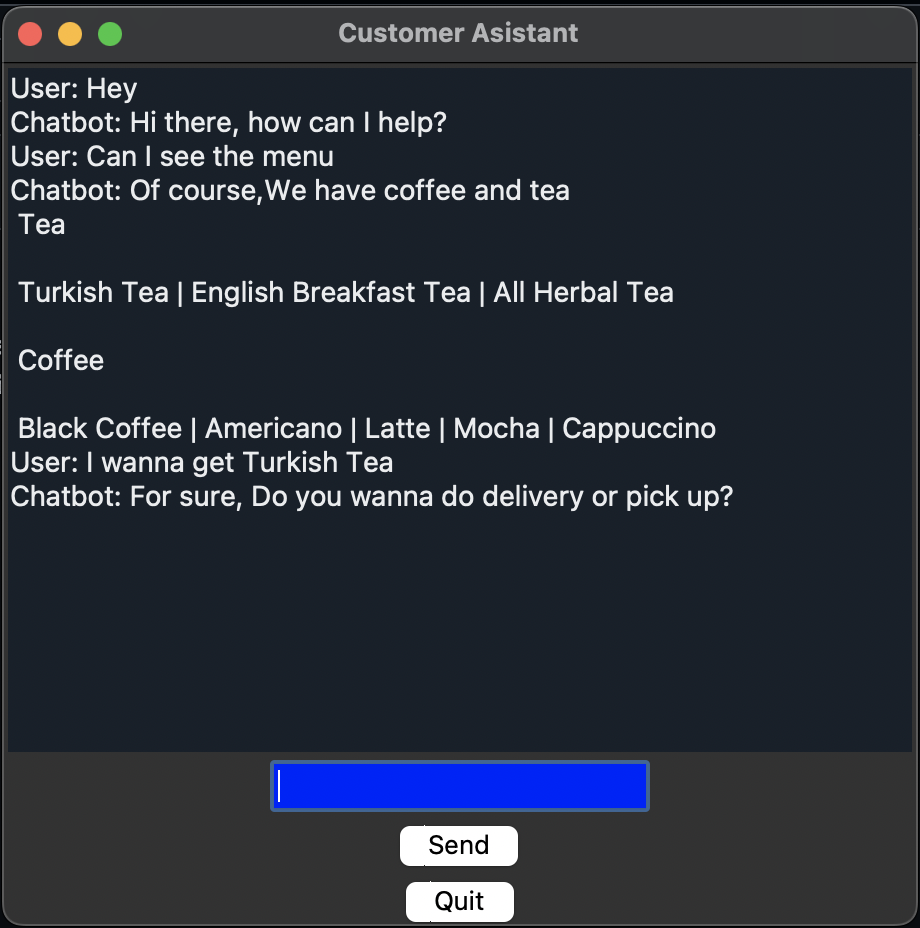 Customer Asistant
User: Hey
Chatbot: Hi there, how can I help?
User: Can I see the menu
Chatbot: Of course,We have coffee and tea
Tea
Turkish Tea | English Breakfast Tea | All Herbal Tea
Coffee
Black Coffee | Americano | Latte | Mocha | Cappuccino
User: I wanna get Turkish Tea
Chatbot: For sure, Do you wanna do delivery or pick up?
Send
Quit